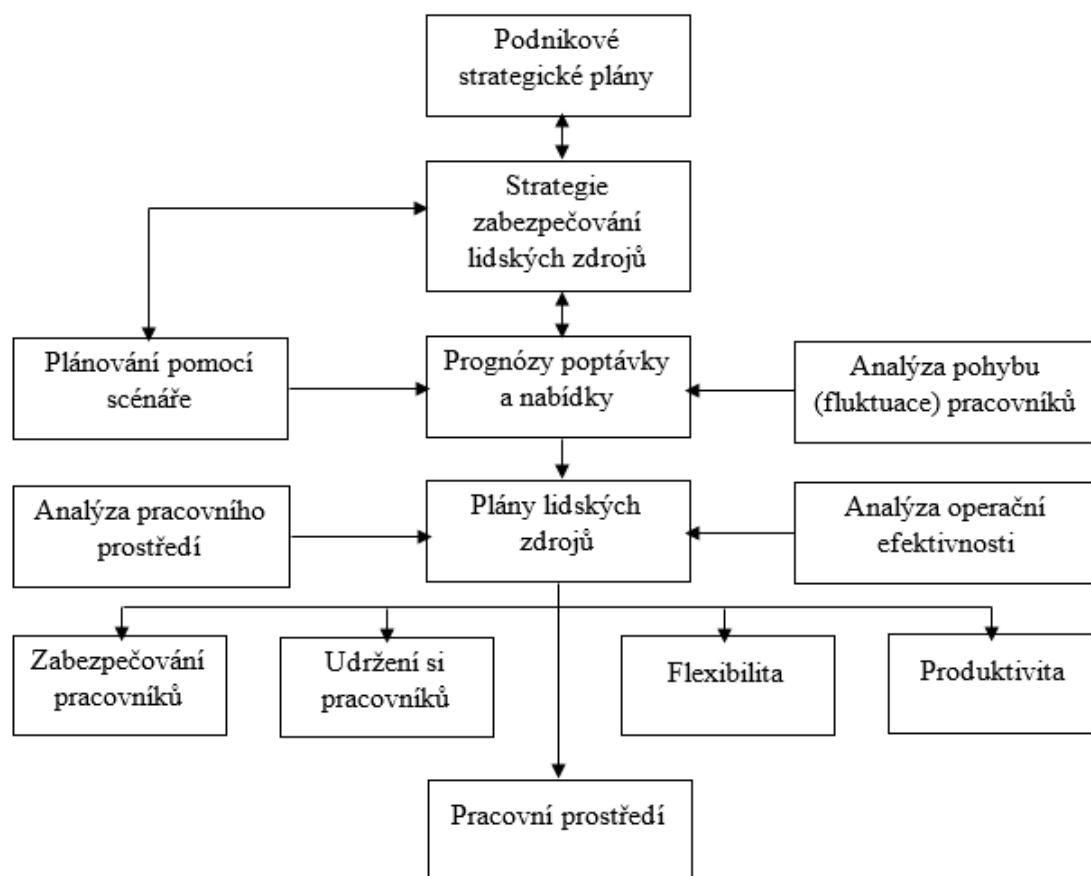 Podnikové
strategické plány
Strategie
zabezpečování
lidských zdrojů
Plánování pomocí
scénáře
Prognózy poptávky
a nabídky
Analýza pohybu
(fluktuace) pracovníků
Analýza pracovního
prostředí
Plány lidských
zdrojů
Analýza operační
efektivnosti
Zabezpečování
pracovníků
Udržení si
pracovníků
Flexibilita
Produktivita
Pracovní prostředí